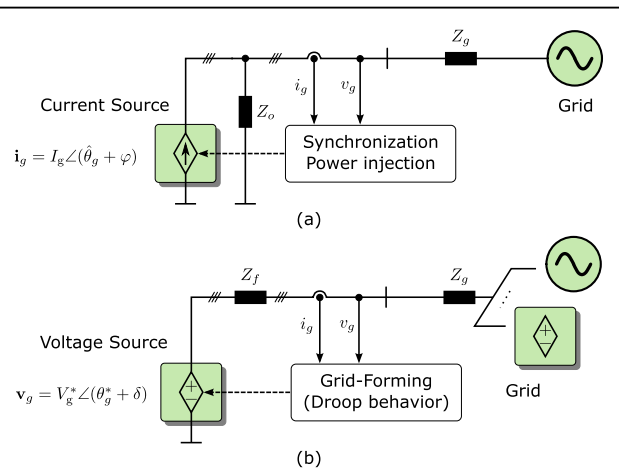 Z_g
i_g
v_g
Z_o
Grid
Current Source
Synchronization
Power injection
𝐢_g = I_g∠(θ̂_g + φ)
(a)
Z_f
Z_g
i_g
v_g
Voltage Source
Grid-Forming
(Droop behavior)
Grid
𝐯_g = V_g^*∠(θ_g^* + δ)
(b)